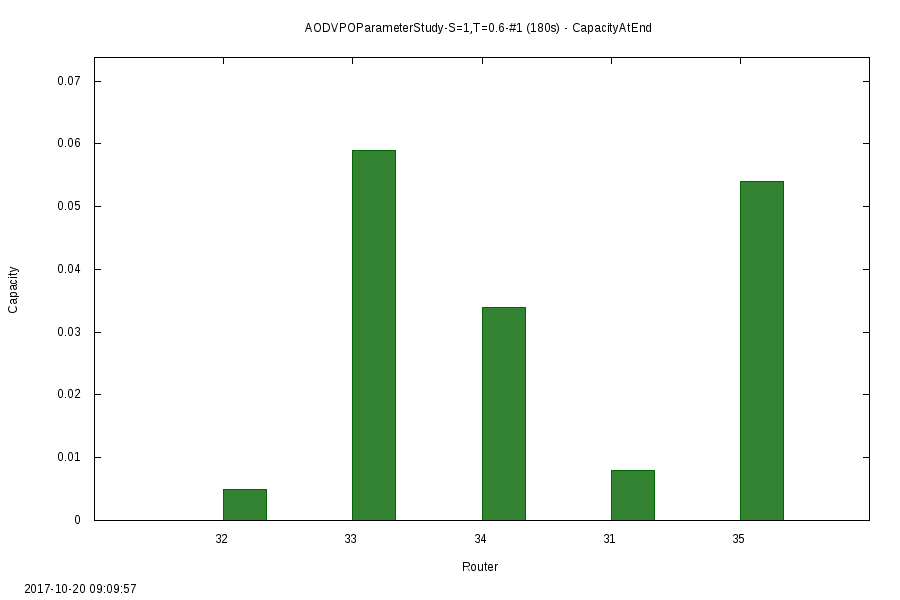 AODVPOParameterStudy-S=1,T=0.6-#1 (180s) - CapacityAtEnd
0.07
0.06
0.05
0.04
0.03
0.02
0.01
0
Capacity
32 33 34 31 35
Router
2017-10-20 09:09:57